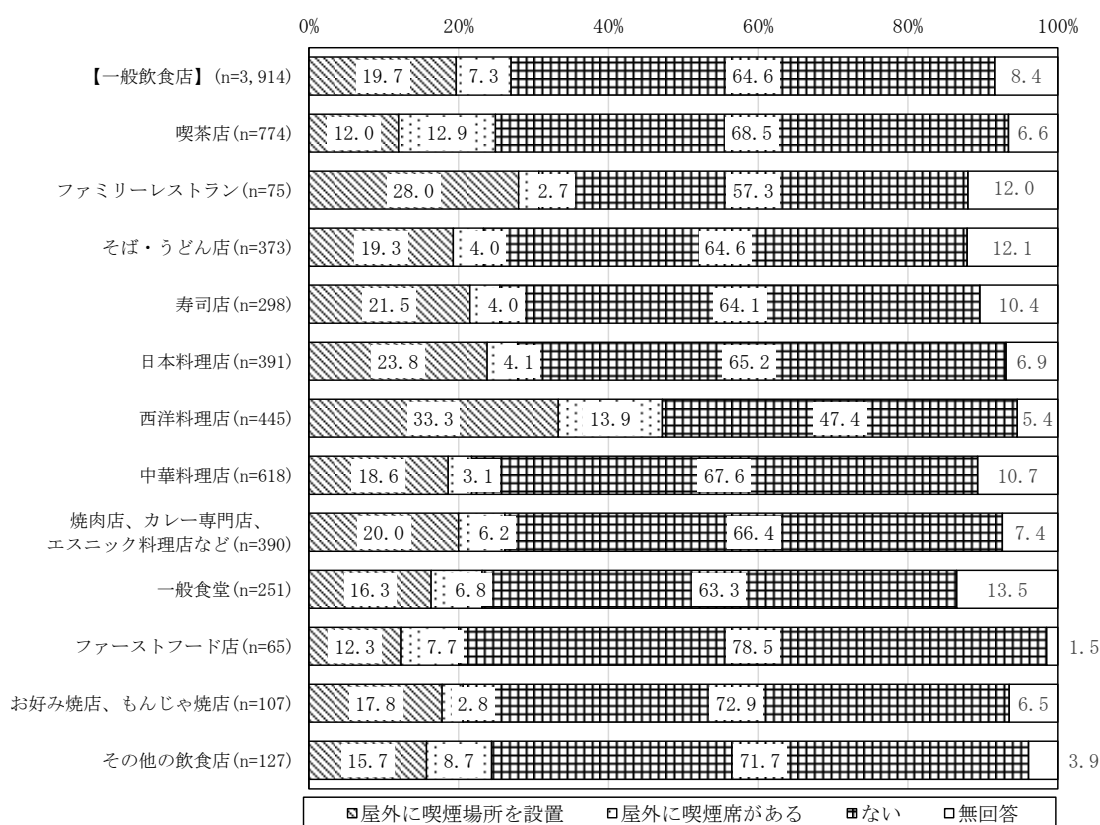 0% 20% 40% 60% 80% 100%
【一般飲食店】(n=3,914) 19.7 7.3 64.6 8.4
喫茶店(n=774) 12.0 12.9 68.5 6.6
ファミリーレストラン(n=75) 28.0 2.7 57.3 12.0
そば・うどん店(n=373) 19.3 4.0 64.6 12.1
寿司店(n=298) 21.5 4.0 64.1 10.4
日本料理店(n=391) 23.8 4.1 65.2 6.9
西洋料理店(n=445) 33.3 13.9 47.4 5.4
中華料理店(n=618) 18.6 3.1 67.6 10.7
焼肉店、カレー専門店、
エスニック料理店など(n=390) 20.0 6.2 66.4 7.4
一般食堂(n=251) 16.3 6.8 63.3 13.5
ファーストフード店(n=65) 12.3 7.7 78.5 1.5
お好み焼店、もんじゃ焼店(n=107) 17.8 2.8 72.9 6.5
その他の飲食店(n=127) 15.7 8.7 71.7 3.9
屋外に喫煙場所を設置 屋外に喫煙席がある ない 無回答